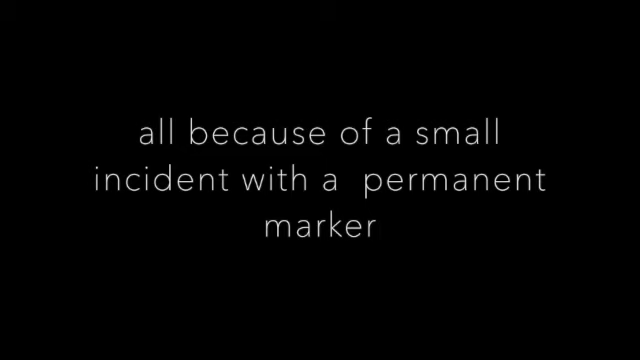 all because of a small
incident with a  permanent
marker